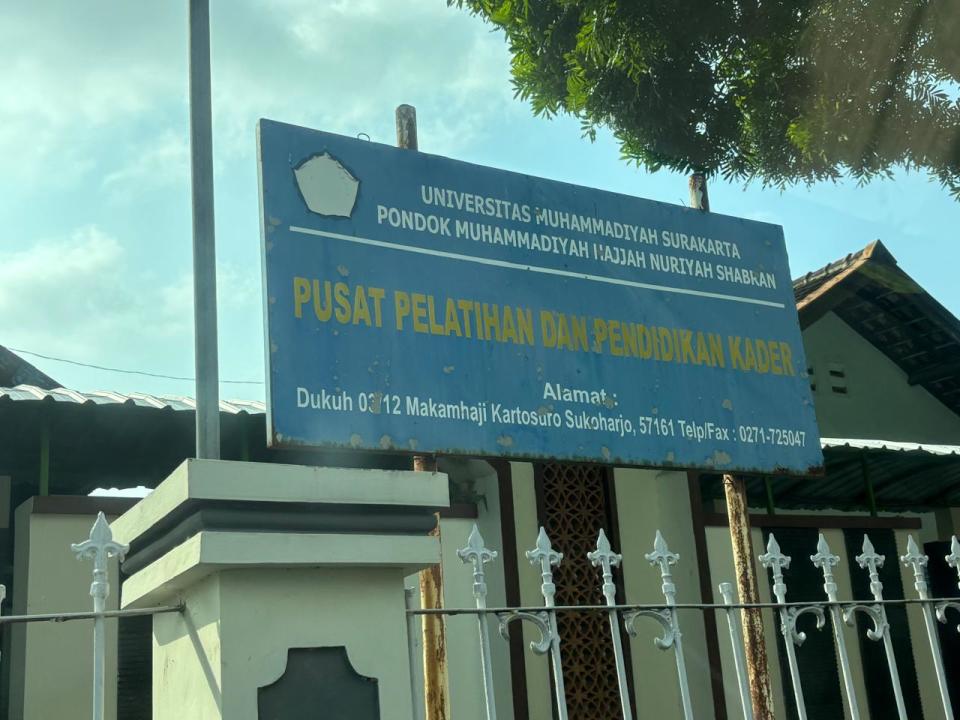 UNIVERSITAS MUHAMMADIYAH SURAKARTA
PONDOK MUHAMMADIYAH HAJJAH NURIYAH SHABRAN
PUSAT PELATIHAN DAN PENDIDIKAN KADER
Alamat :
Dukuh 03/12 Makamhaji Kartosuro Sukoharjo, 57161 Telp/Fax : 0271-725047